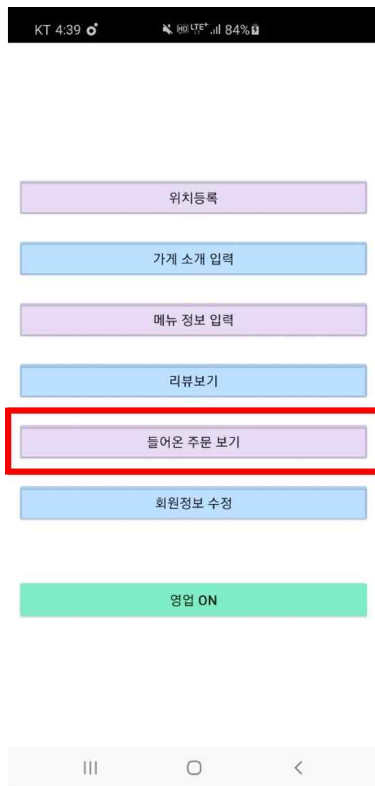 KT 4:39
HD LTE+ 84%
위치등록
가게 소개 입력
메뉴 정보 입력
리뷰보기
들어온 주문 보기
회원정보 수정
영업 ON